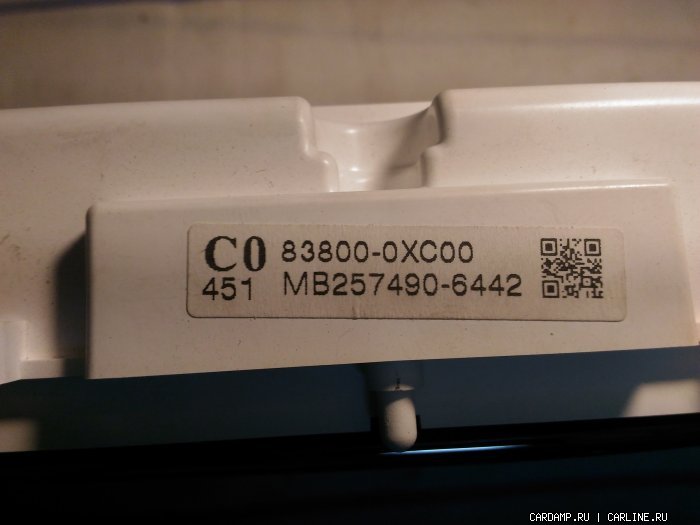 C0 83800-0XC00
451 MB257490-6442
CARDAMP.RU | CARLINE.RU